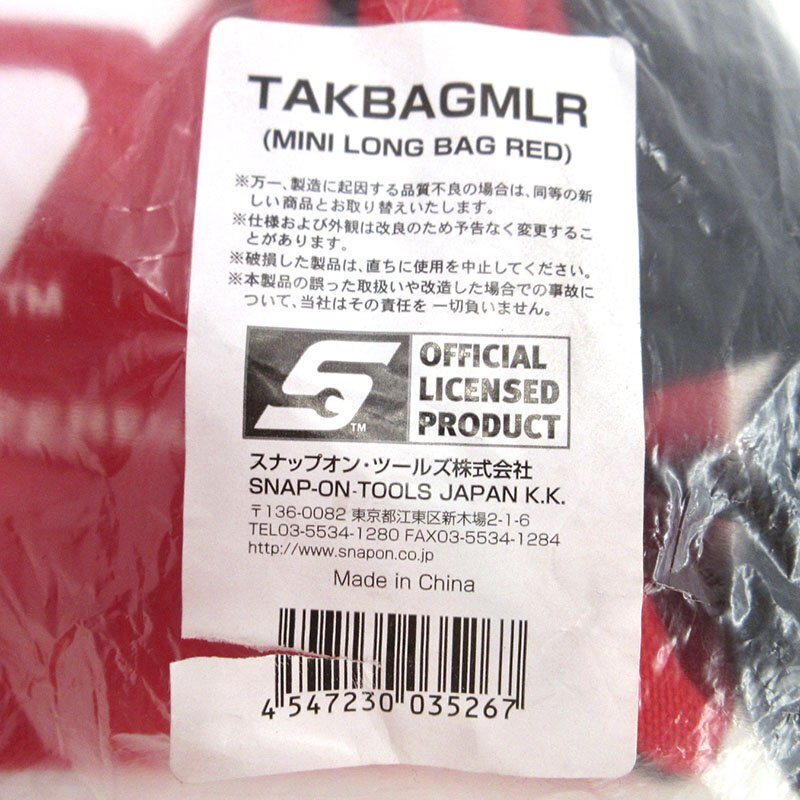 TAKBAGMLR
(MINI LONG BAG RED)
※万一、製造に起因する品質不良の場合は、同等の新
しい商品とお取り替えいたします。
※仕様および外観は改良のため予告なく変更するこ
とがあります。
※破損した製品は、直ちに使用を中止してください。
※本製品の誤った取扱いや改造した場合での事故に
ついて、当社はその責任を 一切負いません。
S
TM
OFFICIAL
LICENSED
PRODUCT
スナップオン・ツールズ株式会社
SNAP-ON-TOOLS JAPAN K.K.
〒136-0082 東京都江東区新木場2-1-6
TEL03-5534-1280 FAX03-5534-1284
http://www.snapon.co.jp
Made in China
4 547230 035267
TM